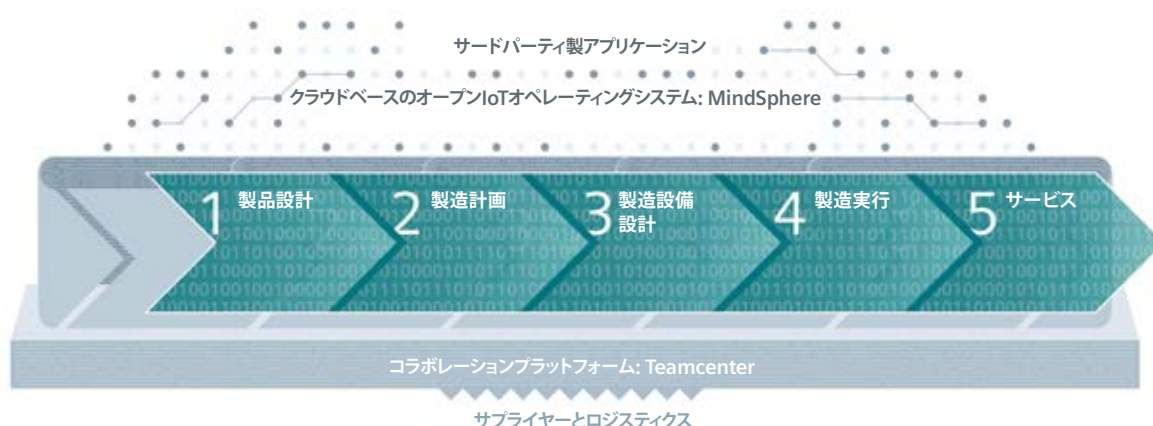 サードパーティ製アプリケーション
クラウドベースのオープンIoTオペレーティングシステム: MindSphere
1 製品設計
2 製造計画
3 製造設備
設計
4 製造実行
5 サービス
コラボレーションプラットフォーム: Teamcenter
サプライヤーとロジスティクス